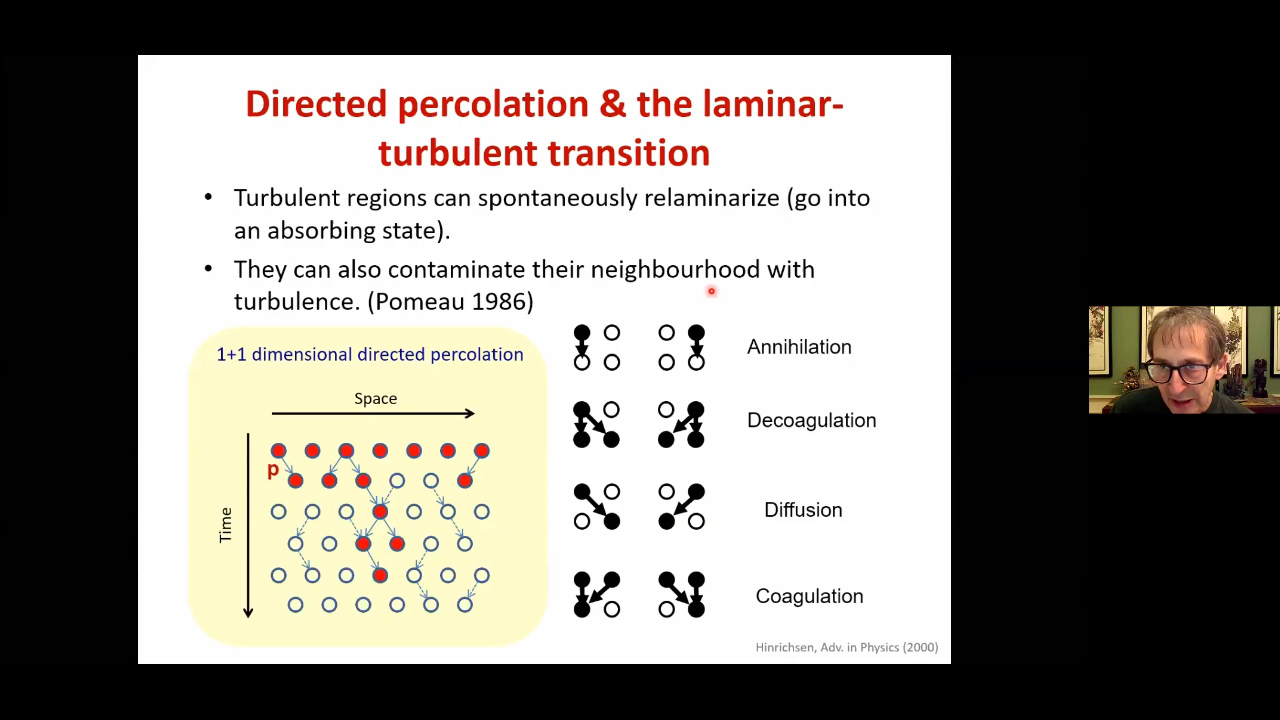 Directed percolation & the laminar-
turbulent transition
• Turbulent regions can spontaneously relaminarize (go into
an absorbing state).
• They can also contaminate their neighbourhood with
turbulence. (Pomeau 1986)
1+1 dimensional directed percolation
Space
p
Time
Annihilation
Decoagulation
Diffusion
Coagulation
Hinrichsen, Adv. in Physics (2000)